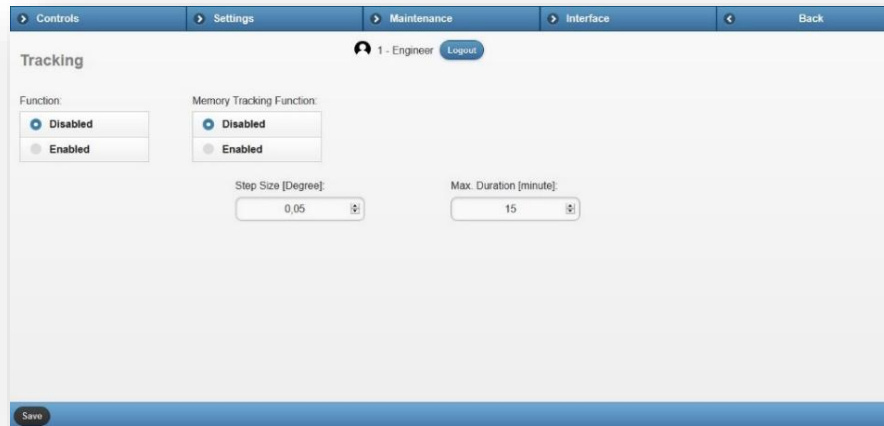 Controls Settings Maintenance Interface Back
Tracking
1 - Engineer Logout
Function: Memory Tracking Function:
Disabled Disabled
Enabled Enabled
Step Size [Degree]: Max. Duration [minute]:
0,05 15
Save